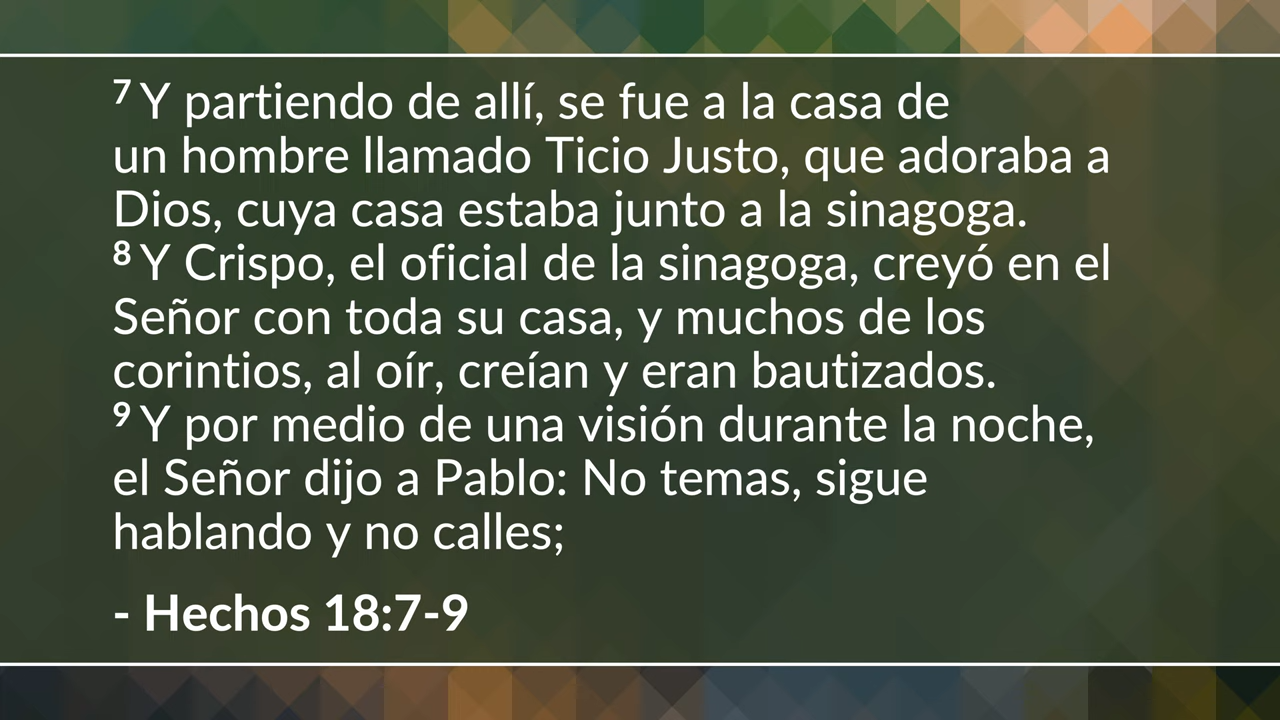 ⁷ Y partiendo de allí, se fue a la casa de
un hombre llamado Ticio Justo, que adoraba a
Dios, cuya casa estaba junto a la sinagoga.
⁸ Y Crispo, el oficial de la sinagoga, creyó en el
Señor con toda su casa, y muchos de los
corintios, al oír, creían y eran bautizados.
⁹ Y por medio de una visión durante la noche,
el Señor dijo a Pablo: No temas, sigue
hablando y no calles;
- Hechos 18:7-9